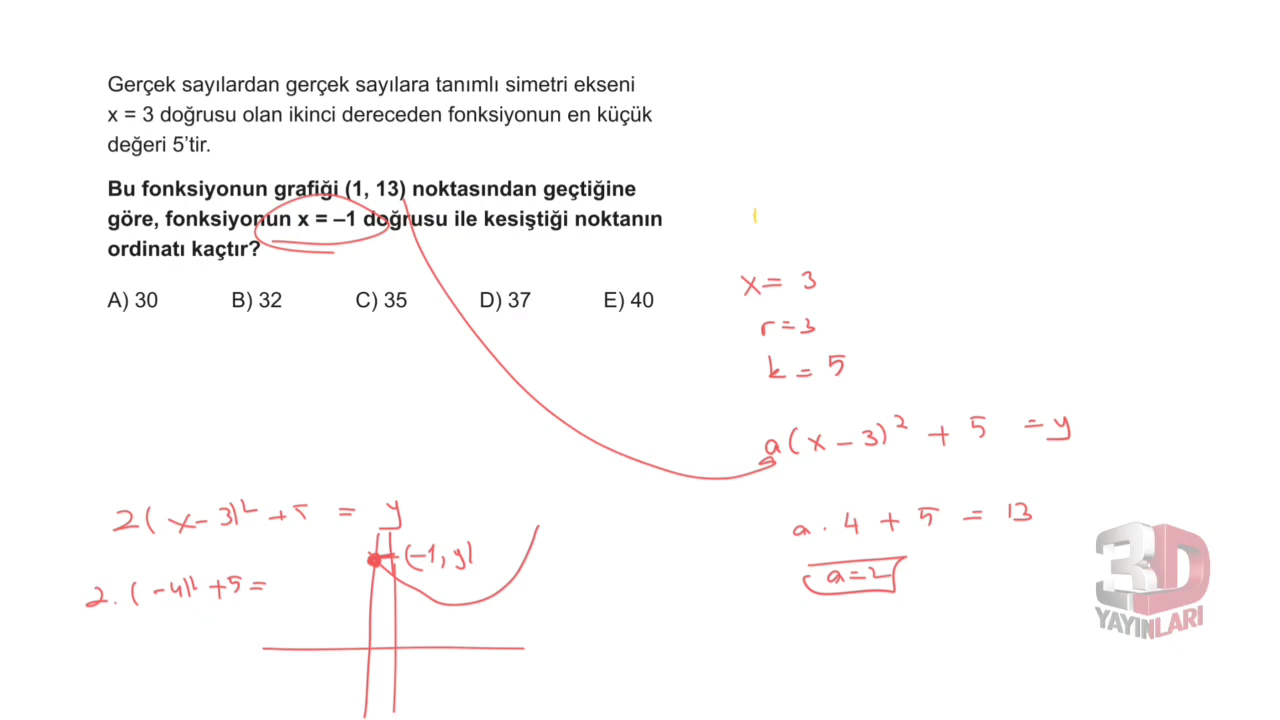 Gerçek sayılardan gerçek sayılara tanımlı simetri ekseni
x = 3 doğrusu olan ikinci dereceden fonksiyonun en küçük
değeri 5'tir.
Bu fonksiyonun grafiği (1, 13) noktasından geçtiğine
göre, fonksiyonun x = –1 doğrusu ile kesiştiği noktanın
ordinatı kaçtır?
A) 30 B) 32 C) 35 D) 37 E) 40
x = 3
r = 3
k = 5
a(x – 3)² + 5 = y
a . 4 + 5 = 13
a = 2
2(x – 3)² + 5 = y
(–1, y)
2. (–4)² + 5 =
3D
YAYINLARI